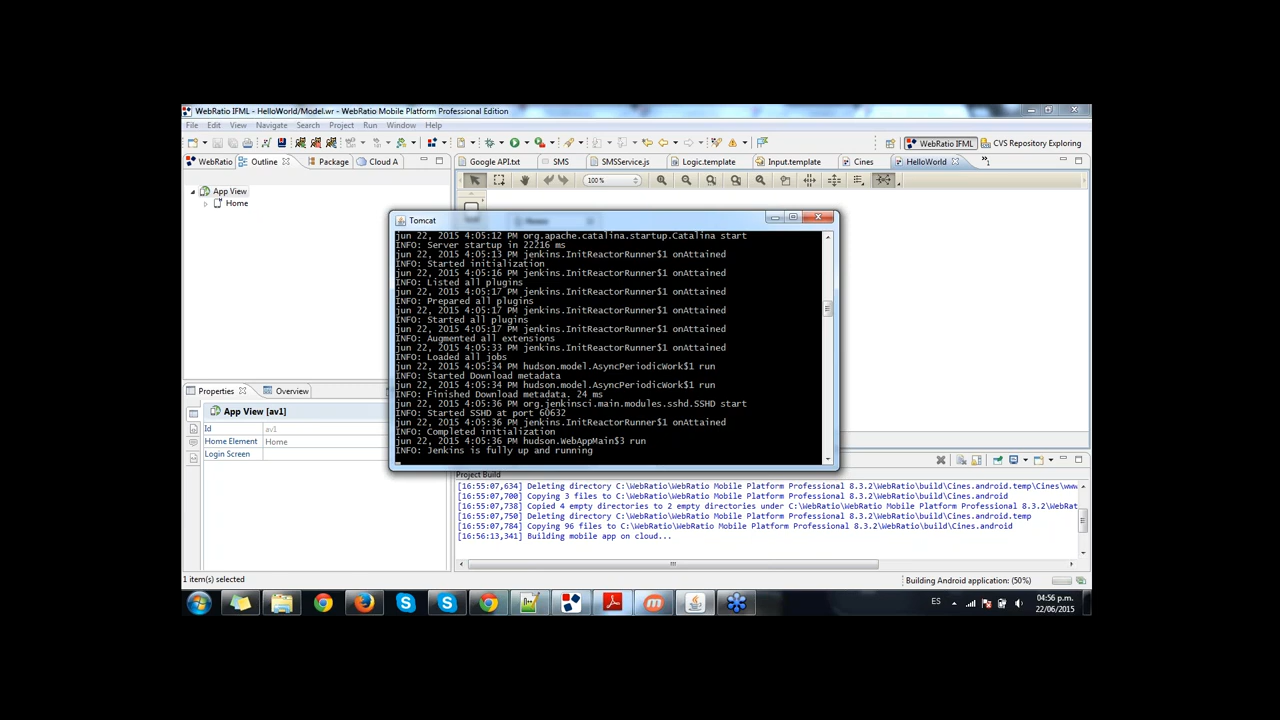 WebRatio IFML - HelloWorld/Model.wr - WebRatio Mobile Platform Professional Edition
File Edit View Navigate Search Project Run Window Help
WebRatio IFML CVS Repository Exploring
WebRatio Outline Package Cloud A
Google API.txt SMS SMSService.js Logic.template Input.template Cines HelloWorld
100%
App View
Home
Tomcat
jun 22, 2015 4:05:12 PM org.apache.catalina.startup.Catalina start
INFO: Server startup in 22216 ms
jun 22, 2015 4:05:13 PM jenkins.InitReactorRunner$1 onAttained
INFO: Started initialization
jun 22, 2015 4:05:16 PM jenkins.InitReactorRunner$1 onAttained
INFO: Listed all plugins
jun 22, 2015 4:05:17 PM jenkins.InitReactorRunner$1 onAttained
INFO: Prepared all plugins
jun 22, 2015 4:05:17 PM jenkins.InitReactorRunner$1 onAttained
INFO: Started all plugins
jun 22, 2015 4:05:17 PM jenkins.InitReactorRunner$1 onAttained
INFO: Augmented all extensions
jun 22, 2015 4:05:33 PM jenkins.InitReactorRunner$1 onAttained
INFO: Loaded all jobs
jun 22, 2015 4:05:34 PM hudson.model.AsyncPeriodicWork$1 run
INFO: Started Download metadata
jun 22, 2015 4:05:34 PM hudson.model.AsyncPeriodicWork$1 run
INFO: Finished Download metadata. 24 ms
jun 22, 2015 4:05:36 PM org.jenkinsci.main.modules.sshd.SSHD start
INFO: Started SSHD at port 60632
jun 22, 2015 4:05:36 PM jenkins.InitReactorRunner$1 onAttained
INFO: Completed initialization
jun 22, 2015 4:05:36 PM hudson.WebAppMain$3 run
INFO: Jenkins is fully up and running
Properties Overview
App View [av1]
Id av1
Home Element Home
Login Screen
Project Build
[16:55:07,634] Deleting directory C:\WebRatio\WebRatio Mobile Platform Professional 8.3.2\WebRatio\build\Cines.android.temp\Cines\www
[16:55:07,700] Copying 3 files to C:\WebRatio\WebRatio Mobile Platform Professional 8.3.2\WebRatio\build\Cines.android
[16:55:07,738] Copied 4 empty directories to 2 empty directories under C:\WebRatio\WebRatio Mobile Platform Professional 8.3.2\WebRat
[16:55:07,750] Deleting directory C:\WebRatio\WebRatio Mobile Platform Professional 8.3.2\WebRatio\build\Cines.android.temp
[16:55:07,784] Copying 96 files to C:\WebRatio\WebRatio Mobile Platform Professional 8.3.2\WebRatio\build\Cines.android
[16:56:13,341] Building mobile app on cloud...
1 item(s) selected
Building Android application: (50%)
ES
04:56 p.m.
22/06/2015